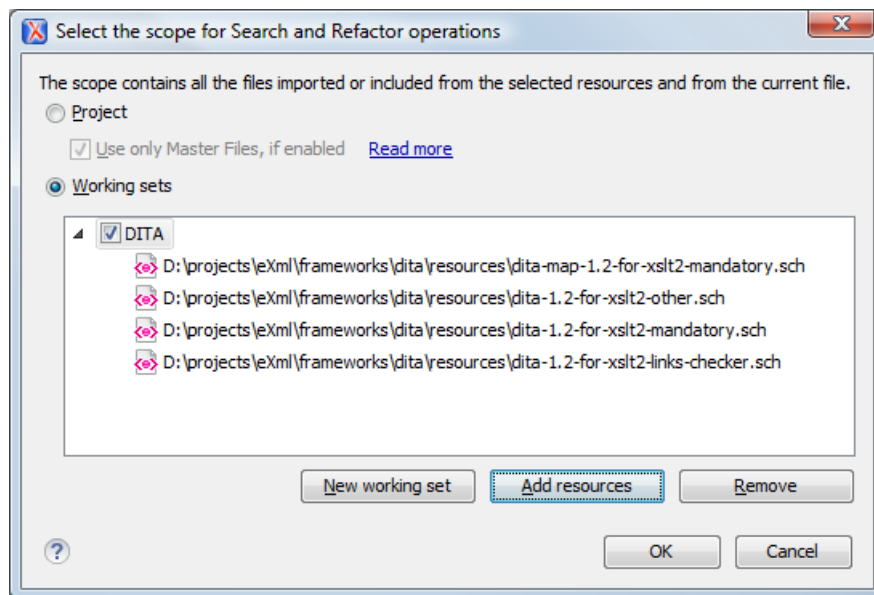 Select the scope for Search and Refactor operations
The scope contains all the files imported or included from the selected resources and from the current file.
Project
Use only Master Files, if enabled Read more
Working sets
DITA
D:\projects\eXml\frameworks\dita\resources\dita-map-1.2-for-xslt2-mandatory.sch
D:\projects\eXml\frameworks\dita\resources\dita-1.2-for-xslt2-other.sch
D:\projects\eXml\frameworks\dita\resources\dita-1.2-for-xslt2-mandatory.sch
D:\projects\eXml\frameworks\dita\resources\dita-1.2-for-xslt2-links-checker.sch
New working set Add resources Remove
? OK Cancel